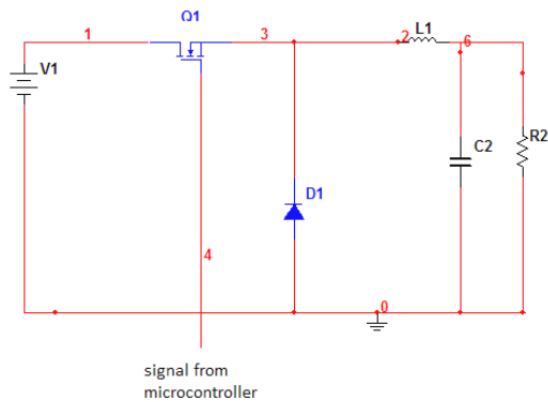 Q1
1
3
2
L1
6
V1
C2
R2
D1
4
0
signal from
microcontroller